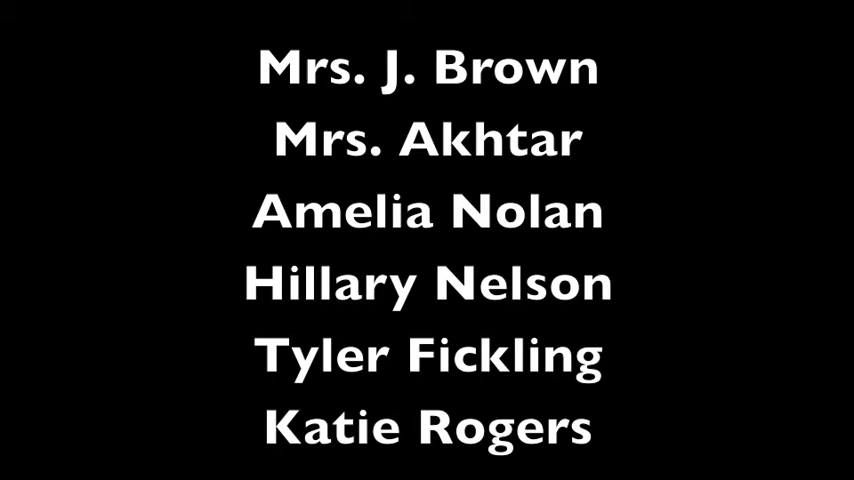 Mrs. J. Brown
Mrs. Akhtar
Amelia Nolan
Hillary Nelson
Tyler Fickling
Katie Rogers